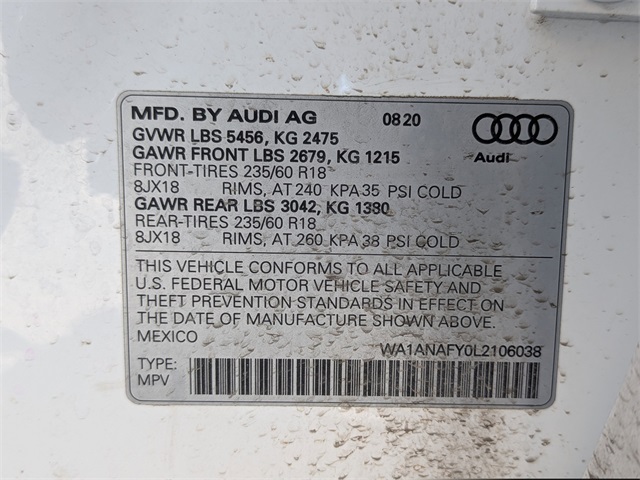 MFD. BY AUDI AG 0820
GVWR LBS 5456, KG 2475
GAWR FRONT LBS 2679, KG 1215
FRONT-TIRES 235/60 R18
8JX18 RIMS, AT 240 KPA 35 PSI COLD
GAWR REAR LBS 3042, KG 1380
REAR-TIRES 235/60 R18
8JX18 RIMS, AT 260 KPA 38 PSI COLD
Audi
THIS VEHICLE CONFORMS TO ALL APPLICABLE
U.S. FEDERAL MOTOR VEHICLE SAFETY AND
THEFT PREVENTION STANDARDS IN EFFECT ON
THE DATE OF MANUFACTURE SHOWN ABOVE.
MEXICO
WA1ANAFY0L2106038
TYPE:
MPV